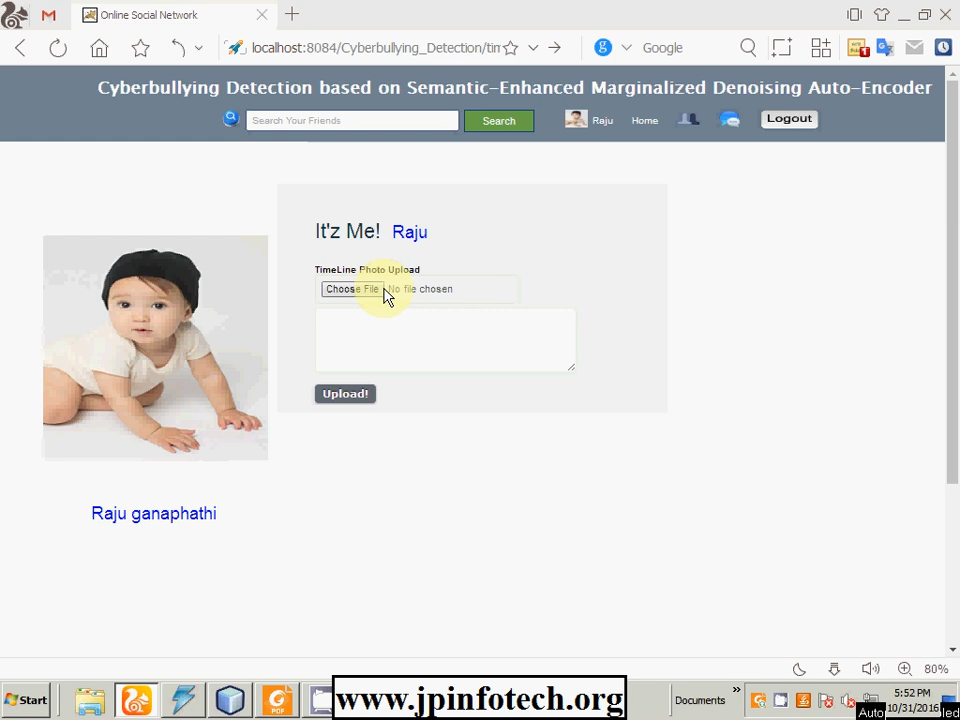 Online Social Network
localhost:8084/Cyberbullying_Detection/tim
Google
Cyberbullying Detection based on Semantic-Enhanced Marginalized Denoising Auto-Encoder
Search Your Friends
Search
Raju
Home
Logout
It'z Me! Raju
TimeLine Photo Upload
Choose File No file chosen
Upload!
Raju ganaphathi
80%
Start
www.jpinfotech.org
Documents
5:52 PM
10/31/2016